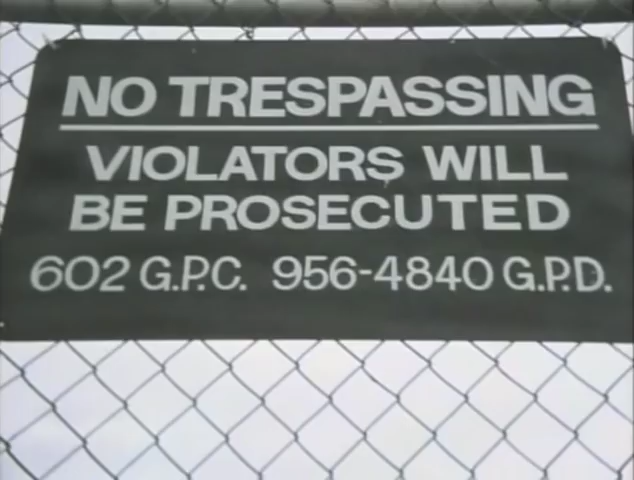 NO TRESPASSING
VIOLATORS WILL
BE PROSECUTED
602 G.P.C. 956-4840 G.P.D.